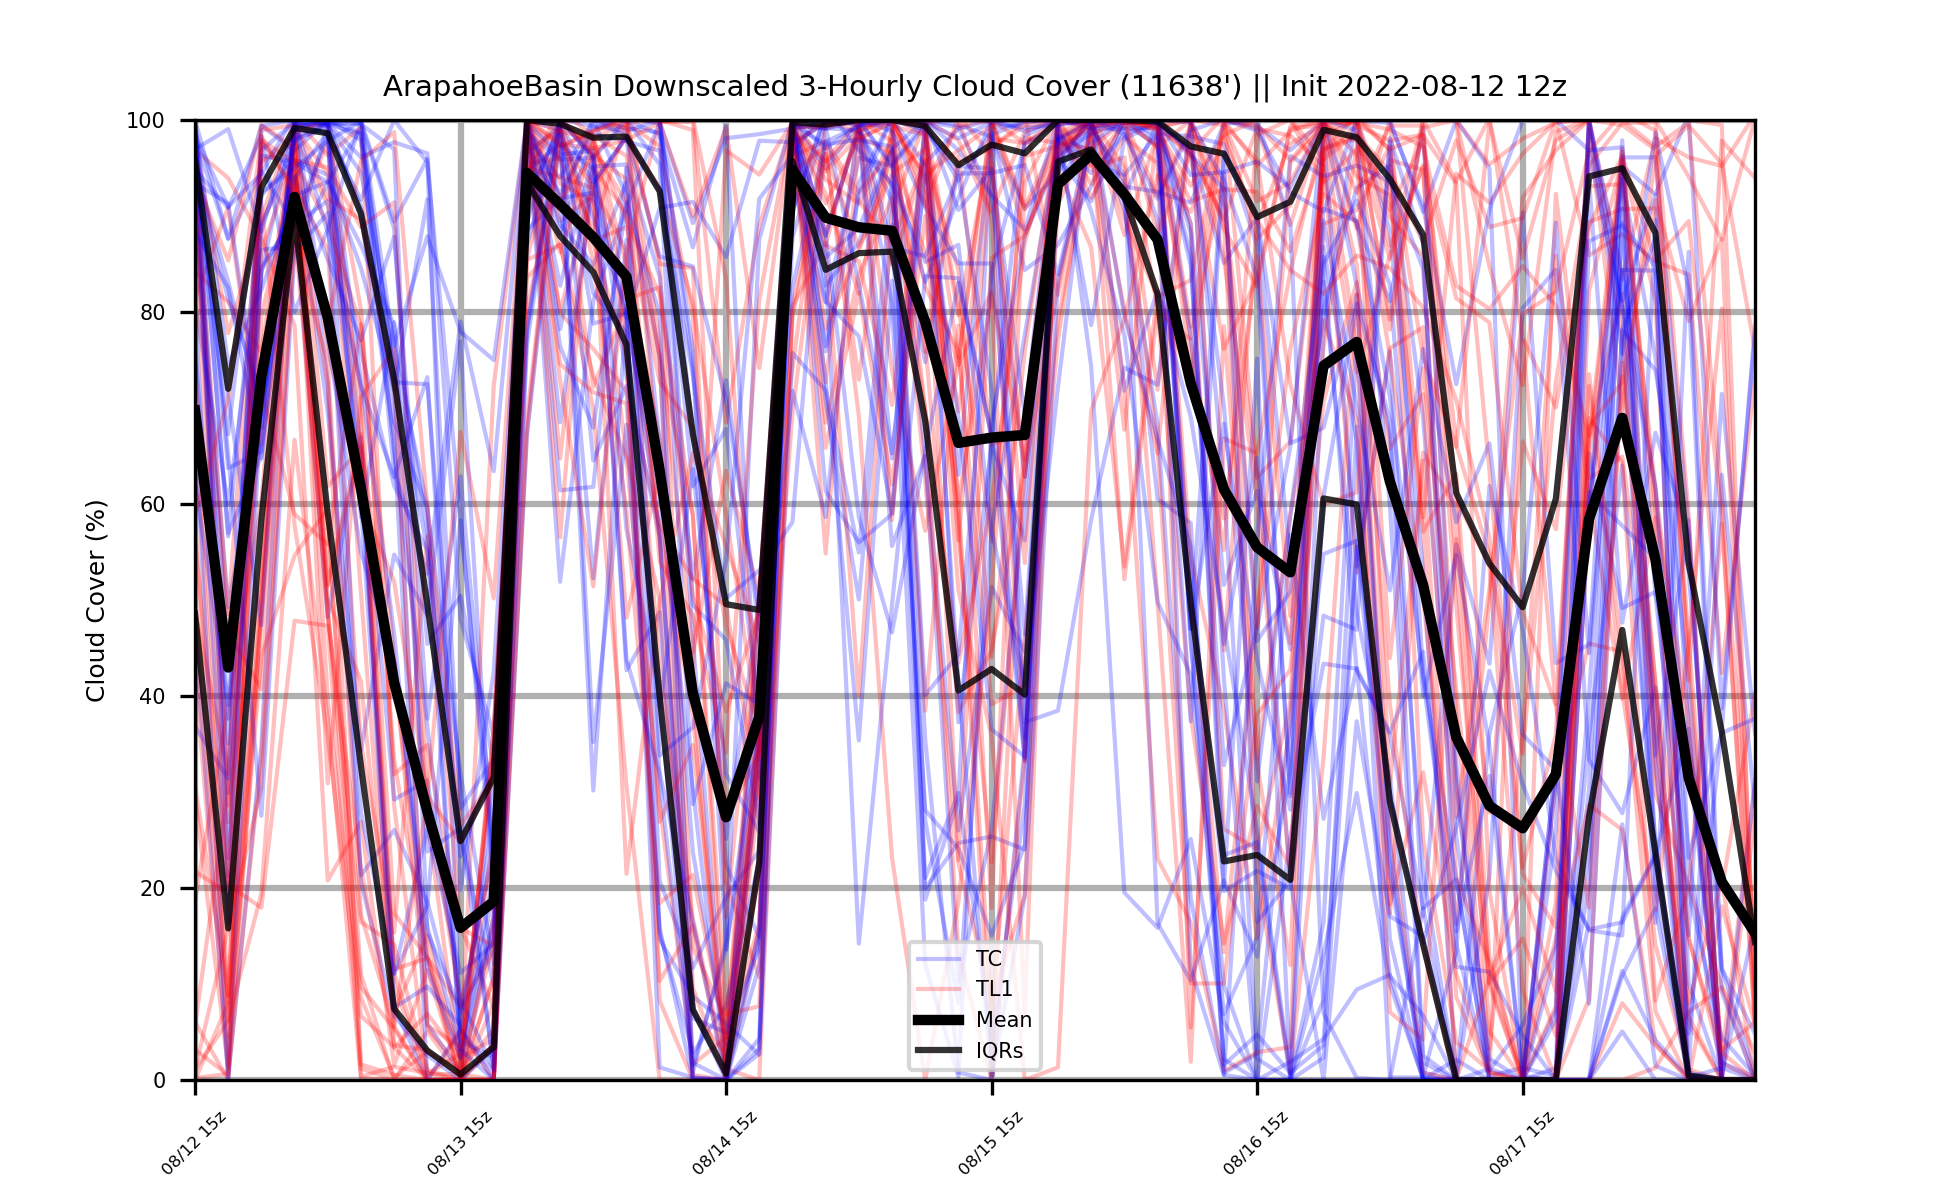 ArapahoeBasin Downscaled 3-Hourly Cloud Cover (11638') || Init 2022-08-12 12z
Cloud Cover (%)
100
80
60
40
20
0
TC
TL1
Mean
IQRs
08/12 15z
08/13 15z
08/14 15z
08/15 15z
08/16 15z
08/17 15z